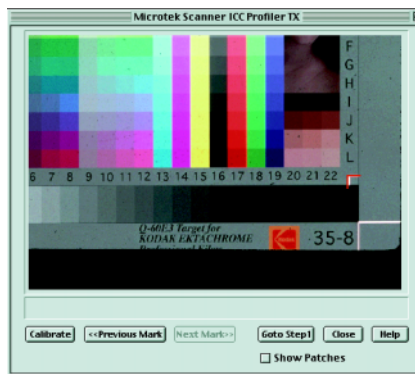 Microtek Scanner ICC Profiler TX
F
G
H
I
J
K
L
6 7 8 9 10 11 12 13 14 15 16 17 18 19 20 21 22
Q-60E3 Target for
KODAK EKTACHROME
Professional Films
35-8
Calibrate <<Previous Mark Next Mark>> Goto Step1 Close Help
Show Patches